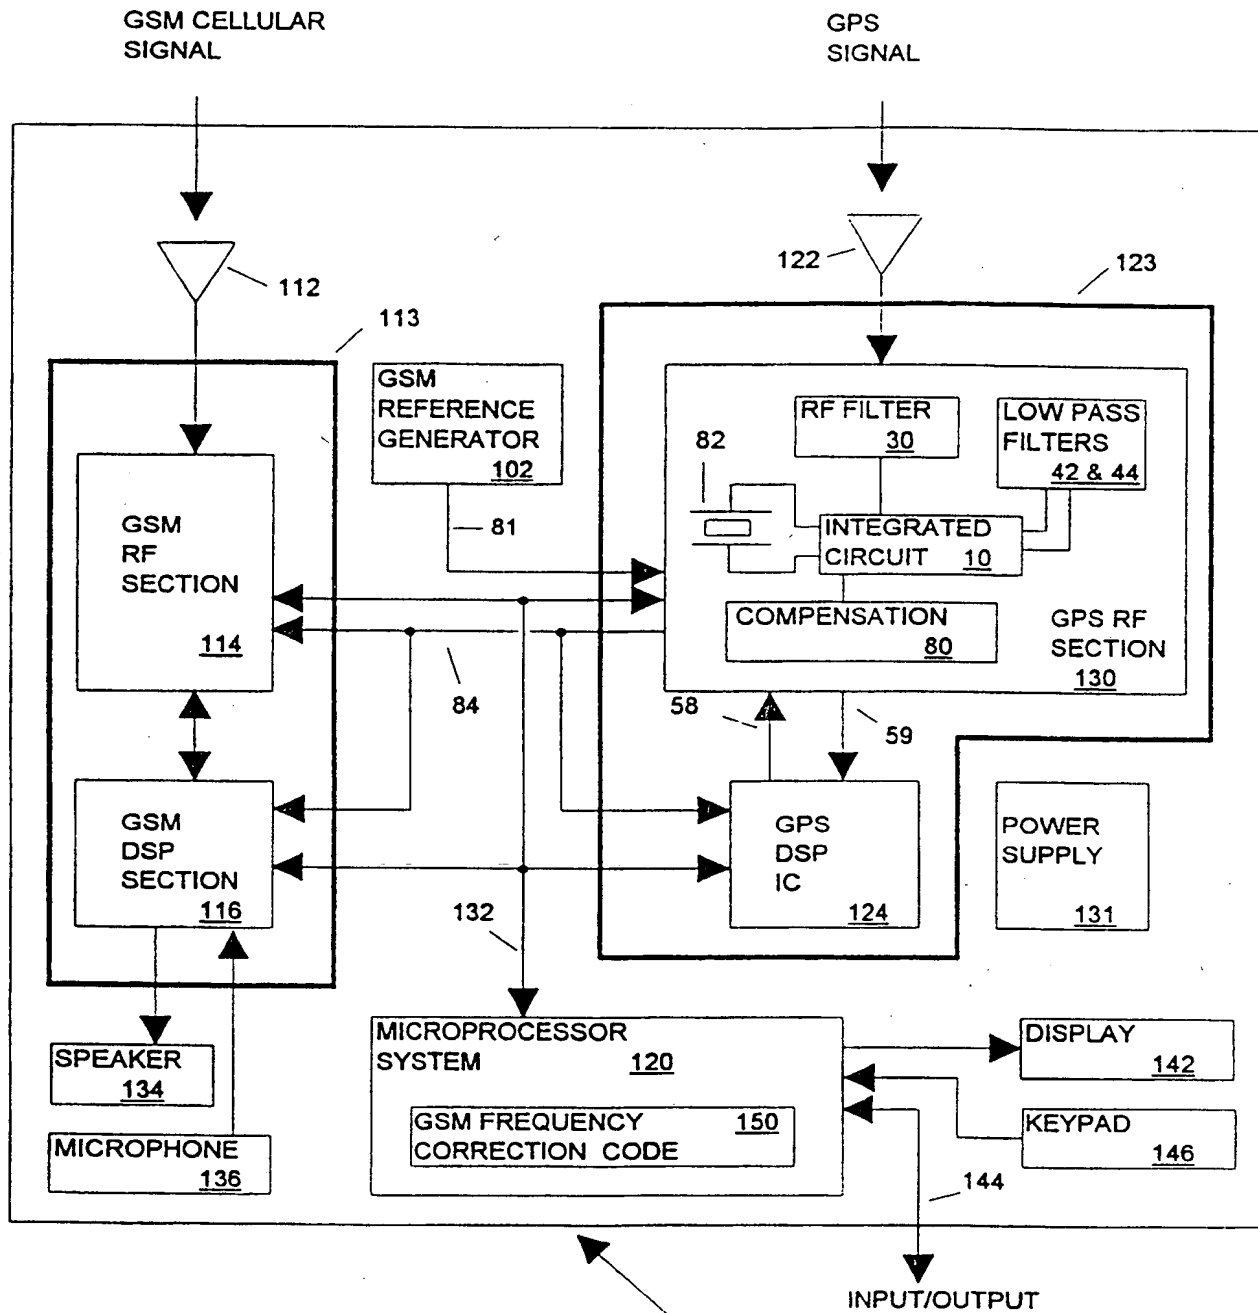 GSM CELLULAR
SIGNAL
GPS
SIGNAL
112
122
123
113
GSM
REFERENCE
GENERATOR
102
RF FILTER
30
LOW PASS
FILTERS
42 & 44
82
81
INTEGRATED
CIRCUIT 10
GSM
RF
SECTION
114
COMPENSATION
80
GPS RF
SECTION
130
84
58
59
GSM
DSP
SECTION
116
GPS
DSP
IC
124
POWER
SUPPLY
131
132
SPEAKER
134
MICROPHONE
136
MICROPROCESSOR
SYSTEM 120
GSM FREQUENCY 150
CORRECTION CODE
DISPLAY
142
KEYPAD
146
144
INPUT/OUTPUT